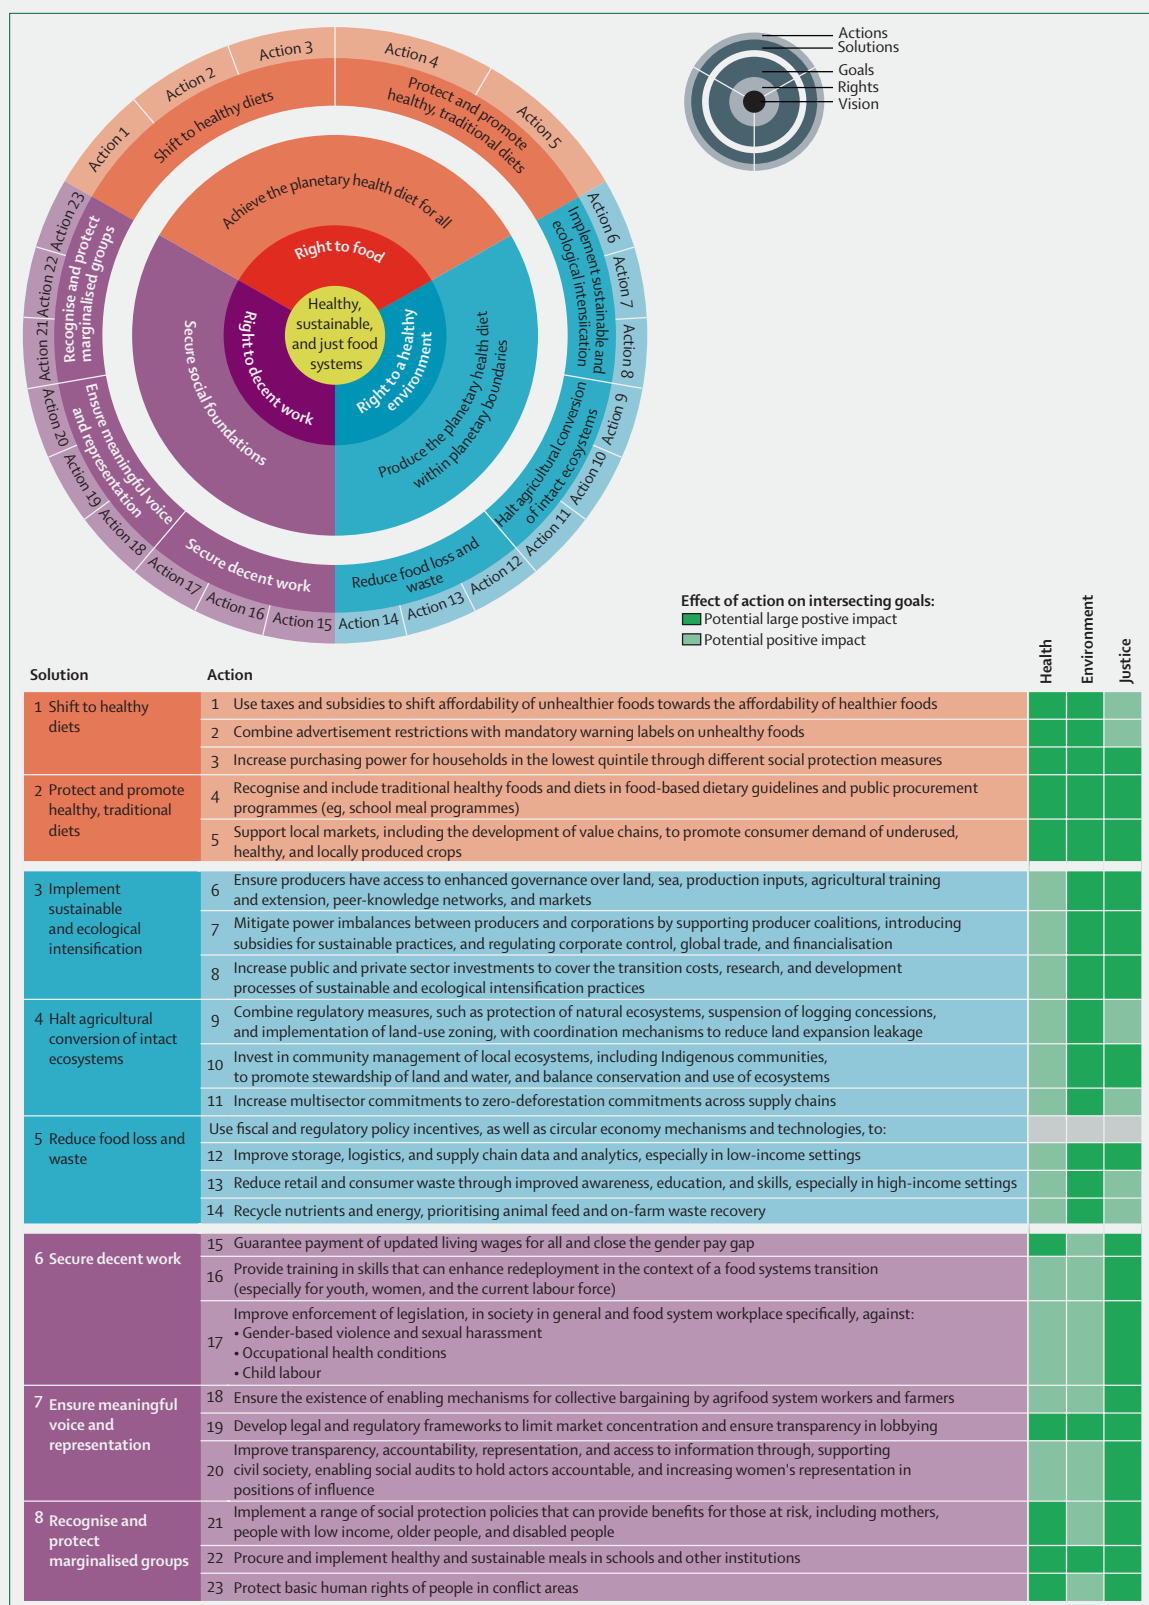 Action 1
Action 2
Action 3
Action 4
Action 5
Action 6
Action 7
Action 8
Action 9
Action 10
Action 11
Action 12
Action 13
Action 14
Action 15
Action 16
Action 17
Action 18
Action 19
Action 20
Action 21
Action 22
Action 23
Shift to healthy diets
Protect and promote
healthy, traditional diets
Implement sustainable and
ecological intensiication
Halt agricultural conversion
of intact ecosystems
Reduce food loss and
waste
Secure decent work
Ensure meaningful voice
and representation
Recognise and protect
marginalised groups
Achieve the planetary health diet for all
Produce the planetary health diet
within planetary boundaries
Secure social foundations
Right to food
Right to a healthy
environment
Right to decent work
Healthy,
sustainable,
and just food
systems
Actions
Solutions
Goals
Rights
Vision
Effect of action on intersecting goals:
Potential large postive impact
Potential positive impact
Health
Environment
Justice
Solution
Action
1 Shift to healthy
diets
1 Use taxes and subsidies to shift affordability of unhealthier foods towards the affordability of healthier foods
2 Combine advertisement restrictions with mandatory warning labels on unhealthy foods
3 Increase purchasing power for households in the lowest quintile through different social protection measures
2 Protect and promote
healthy, traditional
diets
4 Recognise and include traditional healthy foods and diets in food-based dietary guidelines and public procurement
programmes (eg, school meal programmes)
5 Support local markets, including the development of value chains, to promote consumer demand of underused,
healthy, and locally produced crops
3 Implement
sustainable
and ecological
intensification
6 Ensure producers have access to enhanced governance over land, sea, production inputs, agricultural training
and extension, peer-knowledge networks, and markets
7 Mitigate power imbalances between producers and corporations by supporting producer coalitions, introducing
subsidies for sustainable practices, and regulating corporate control, global trade, and financialisation
8 Increase public and private sector investments to cover the transition costs, research, and development
processes of sustainable and ecological intensification practices
4 Halt agricultural
conversion of intact
ecosystems
9 Combine regulatory measures, such as protection of natural ecosystems, suspension of logging concessions,
and implementation of land-use zoning, with coordination mechanisms to reduce land expansion leakage
10 Invest in community management of local ecosystems, including Indigenous communities,
to promote stewardship of land and water, and balance conservation and use of ecosystems
11 Increase multisector commitments to zero-deforestation commitments across supply chains
5 Reduce food loss and
waste
Use fiscal and regulatory policy incentives, as well as circular economy mechanisms and technologies, to:
12 Improve storage, logistics, and supply chain data and analytics, especially in low-income settings
13 Reduce retail and consumer waste through improved awareness, education, and skills, especially in high-income settings
14 Recycle nutrients and energy, prioritising animal feed and on-farm waste recovery
6 Secure decent work
15 Guarantee payment of updated living wages for all and close the gender pay gap
16 Provide training in skills that can enhance redeployment in the context of a food systems transition
(especially for youth, women, and the current labour force)
17 Improve enforcement of legislation, in society in general and food system workplace specifically, against:
• Gender-based violence and sexual harassment
• Occupational health conditions
• Child labour
7 Ensure meaningful
voice and
representation
18 Ensure the existence of enabling mechanisms for collective bargaining by agrifood system workers and farmers
19 Develop legal and regulatory frameworks to limit market concentration and ensure transparency in lobbying
20 Improve transparency, accountability, representation, and access to information through, supporting
civil society, enabling social audits to hold actors accountable, and increasing women's representation in
positions of influence
8 Recognise and
protect
marginalised groups
21 Implement a range of social protection policies that can provide benefits for those at risk, including mothers,
people with low income, older people, and disabled people
22 Procure and implement healthy and sustainable meals in schools and other institutions
23 Protect basic human rights of people in conflict areas